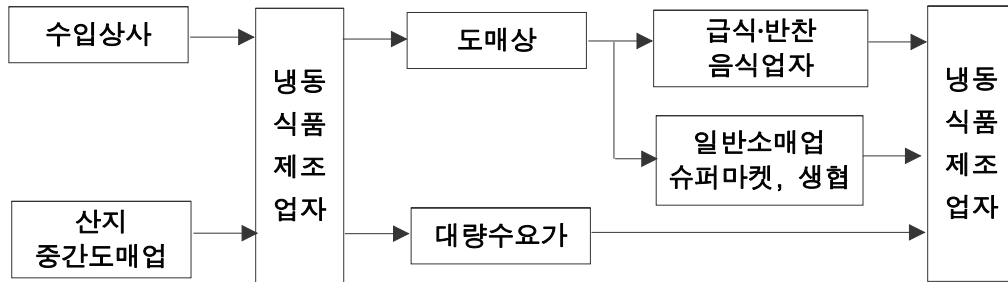 수입상사
산지
중간도매업
냉동
식품
제조
업자
도매상
대량수요가
급식·반찬
음식업자
일반소매업
슈퍼마켓, 생협
냉동
식품
제조
업자